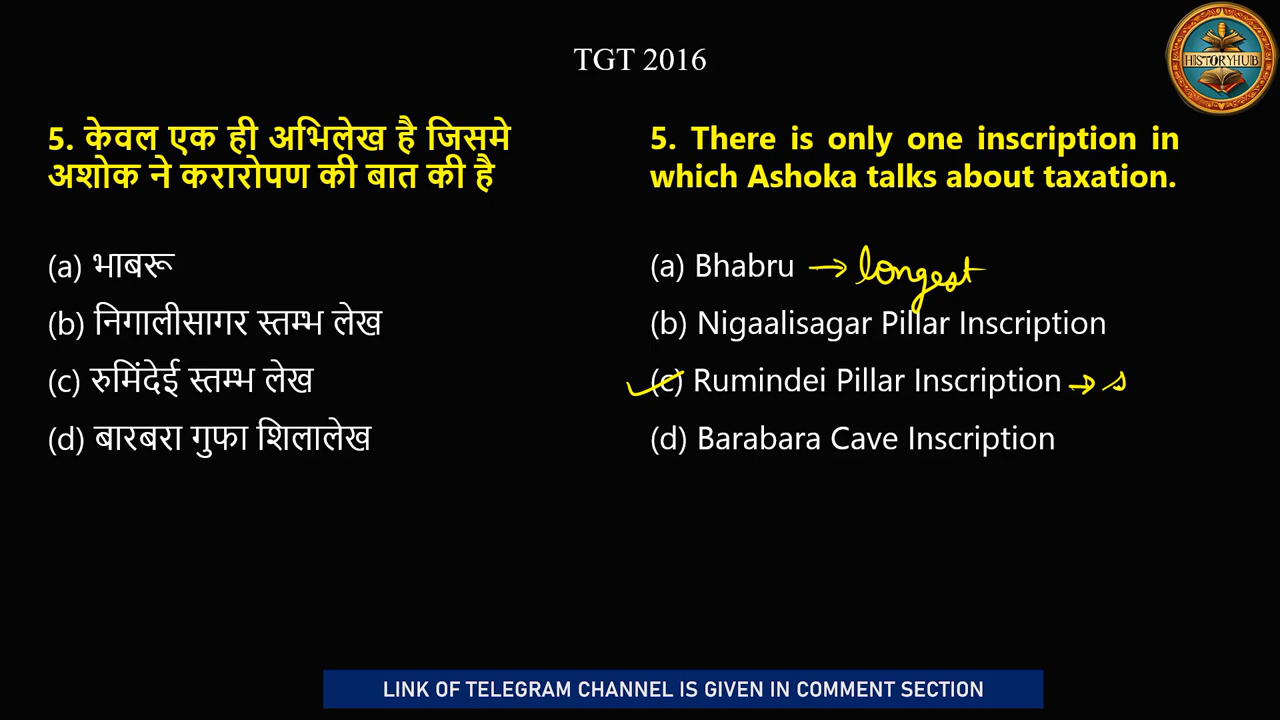 TGT 2016
HISTORYHUB
5. केवल एक ही अभिलेख है जिसमे
अशोक ने करारोपण की बात की है
(a) भाबरू
(b) निगालीसागर स्तम्भ लेख
(c) रुमिंदेई स्तम्भ लेख
(d) बारबरा गुफा शिलालेख
5. There is only one inscription in
which Ashoka talks about taxation.
(a) Bhabru → longest
(b) Nigaalisagar Pillar Inscription
(c) Rumindei Pillar Inscription → s
(d) Barabara Cave Inscription
LINK OF TELEGRAM CHANNEL IS GIVEN IN COMMENT SECTION